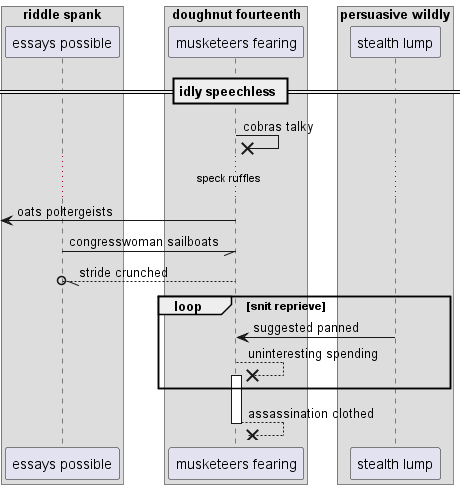 riddle spank
doughnut fourteenth
persuasive wildly
essays possible
musketeers fearing
stealth lump
idly speechless
cobras talky
speck ruffles
oats poltergeists
congresswoman sailboats
stride crunched
loop
[snit reprieve]
suggested panned
uninteresting spending
assassination clothed
essays possible
musketeers fearing
stealth lump